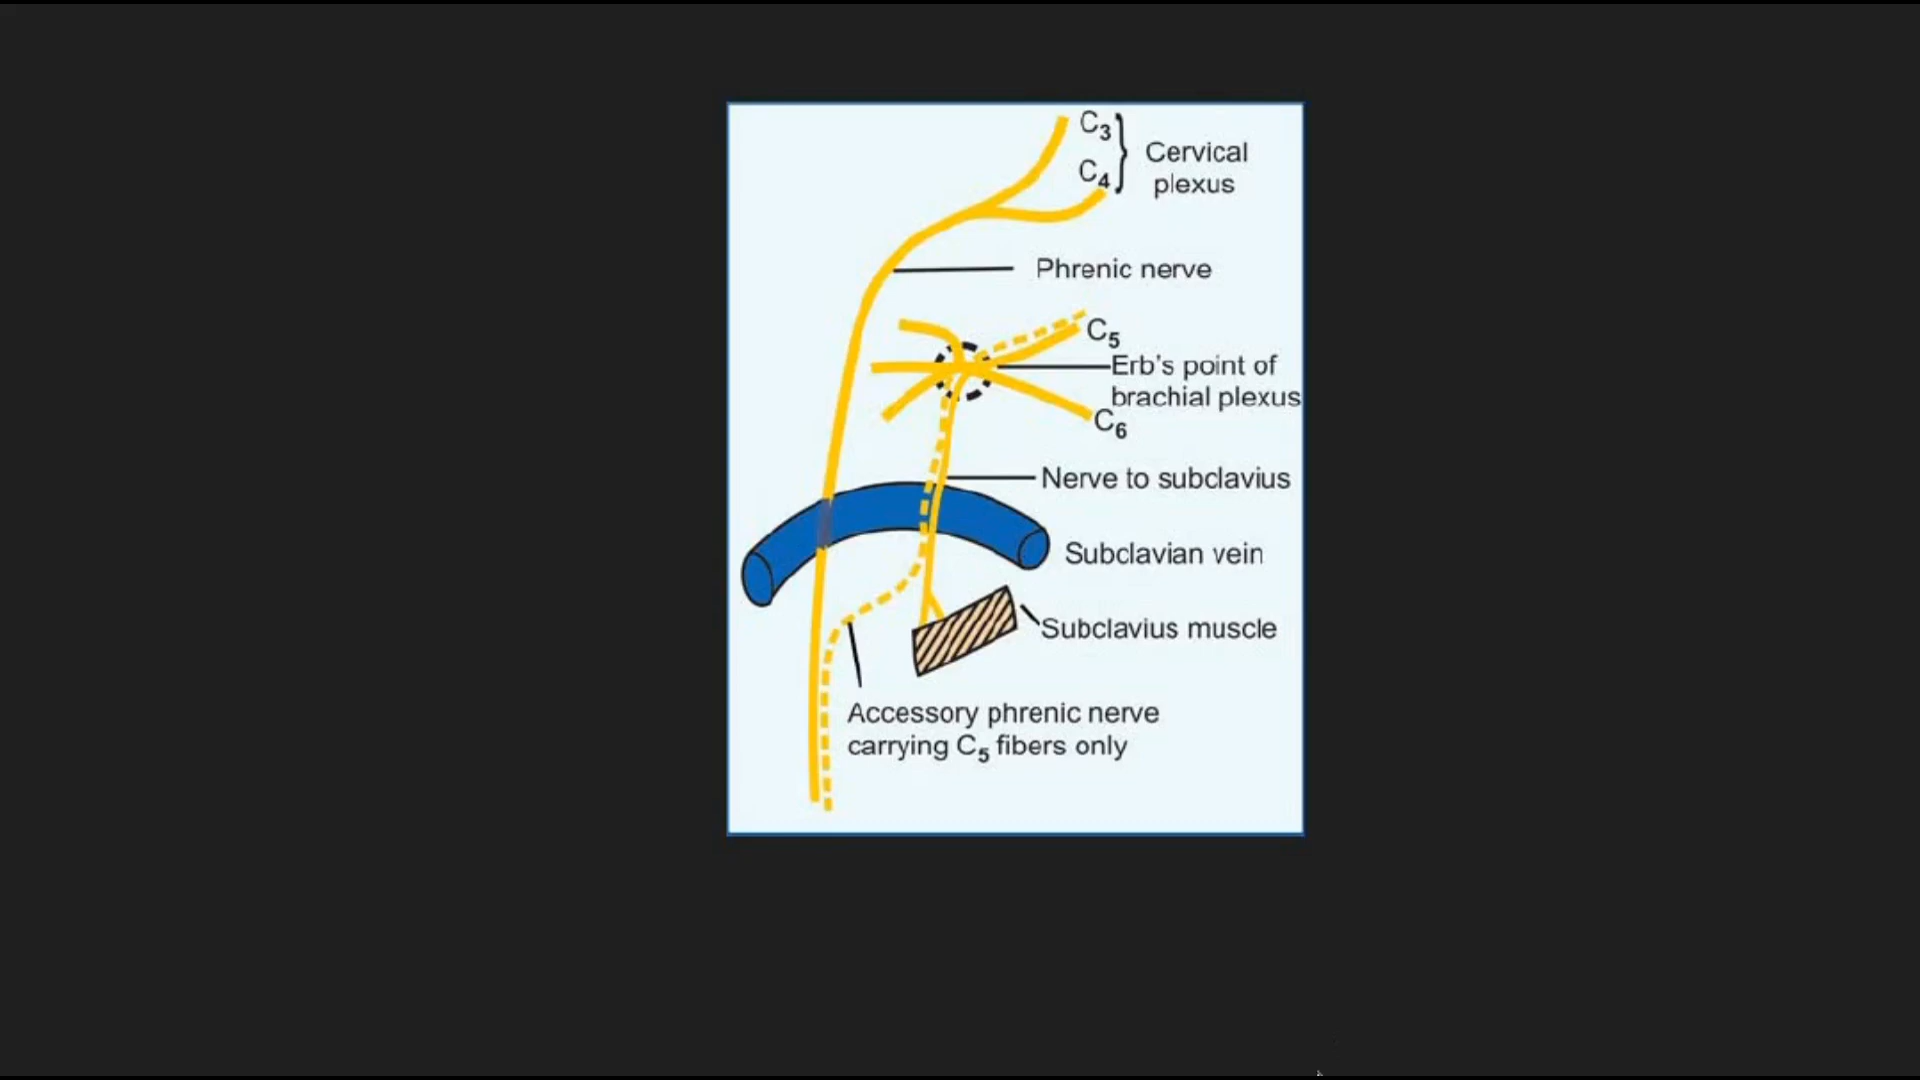 C3
C4
Cervical
plexus
Phrenic nerve
C5
Erb's point of
brachial plexus
C6
Nerve to subclavius
Subclavian vein
Subclavius muscle
Accessory phrenic nerve
carrying C5 fibers only